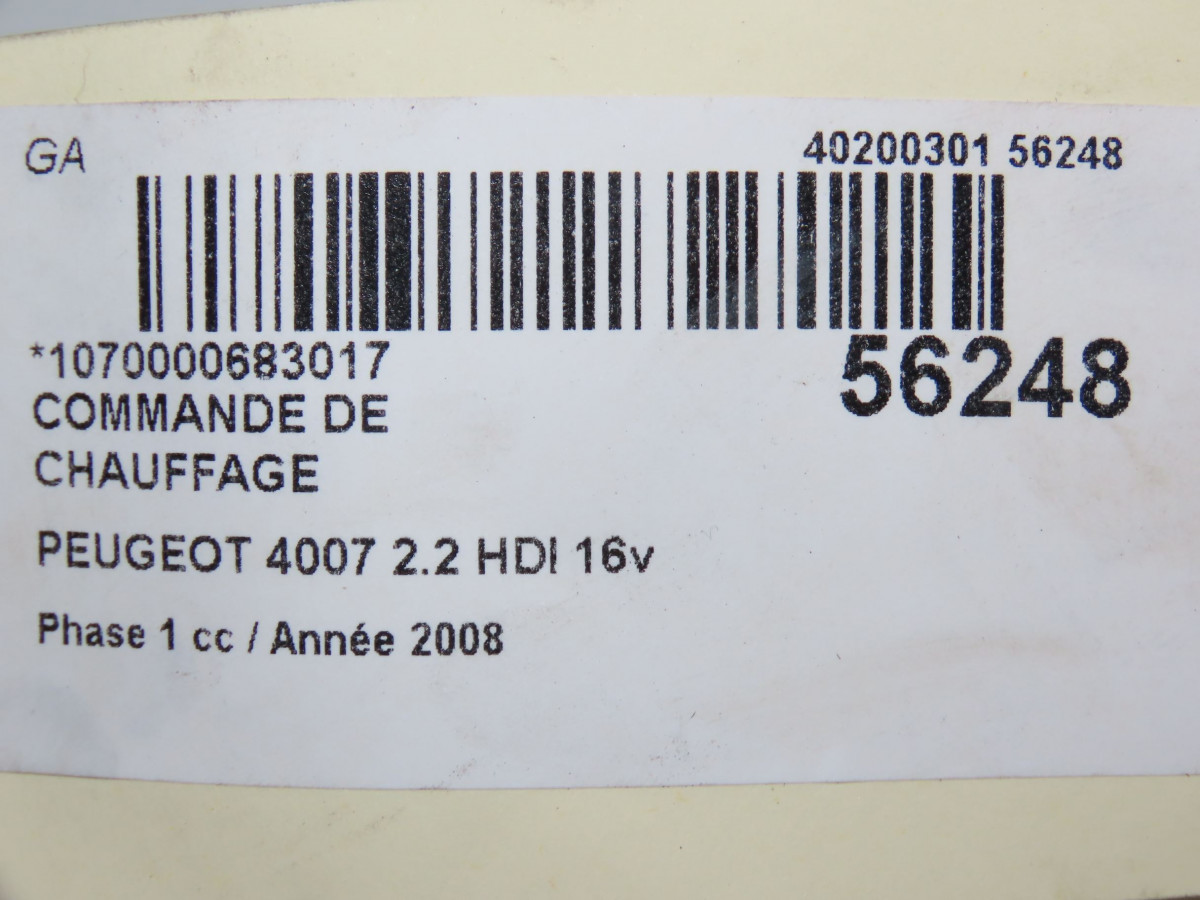 GA
40200301 56248
*1070000683017
56248
COMMANDE DE
CHAUFFAGE
PEUGEOT 4007 2.2 HDI 16v
Phase 1 cc / Année 2008